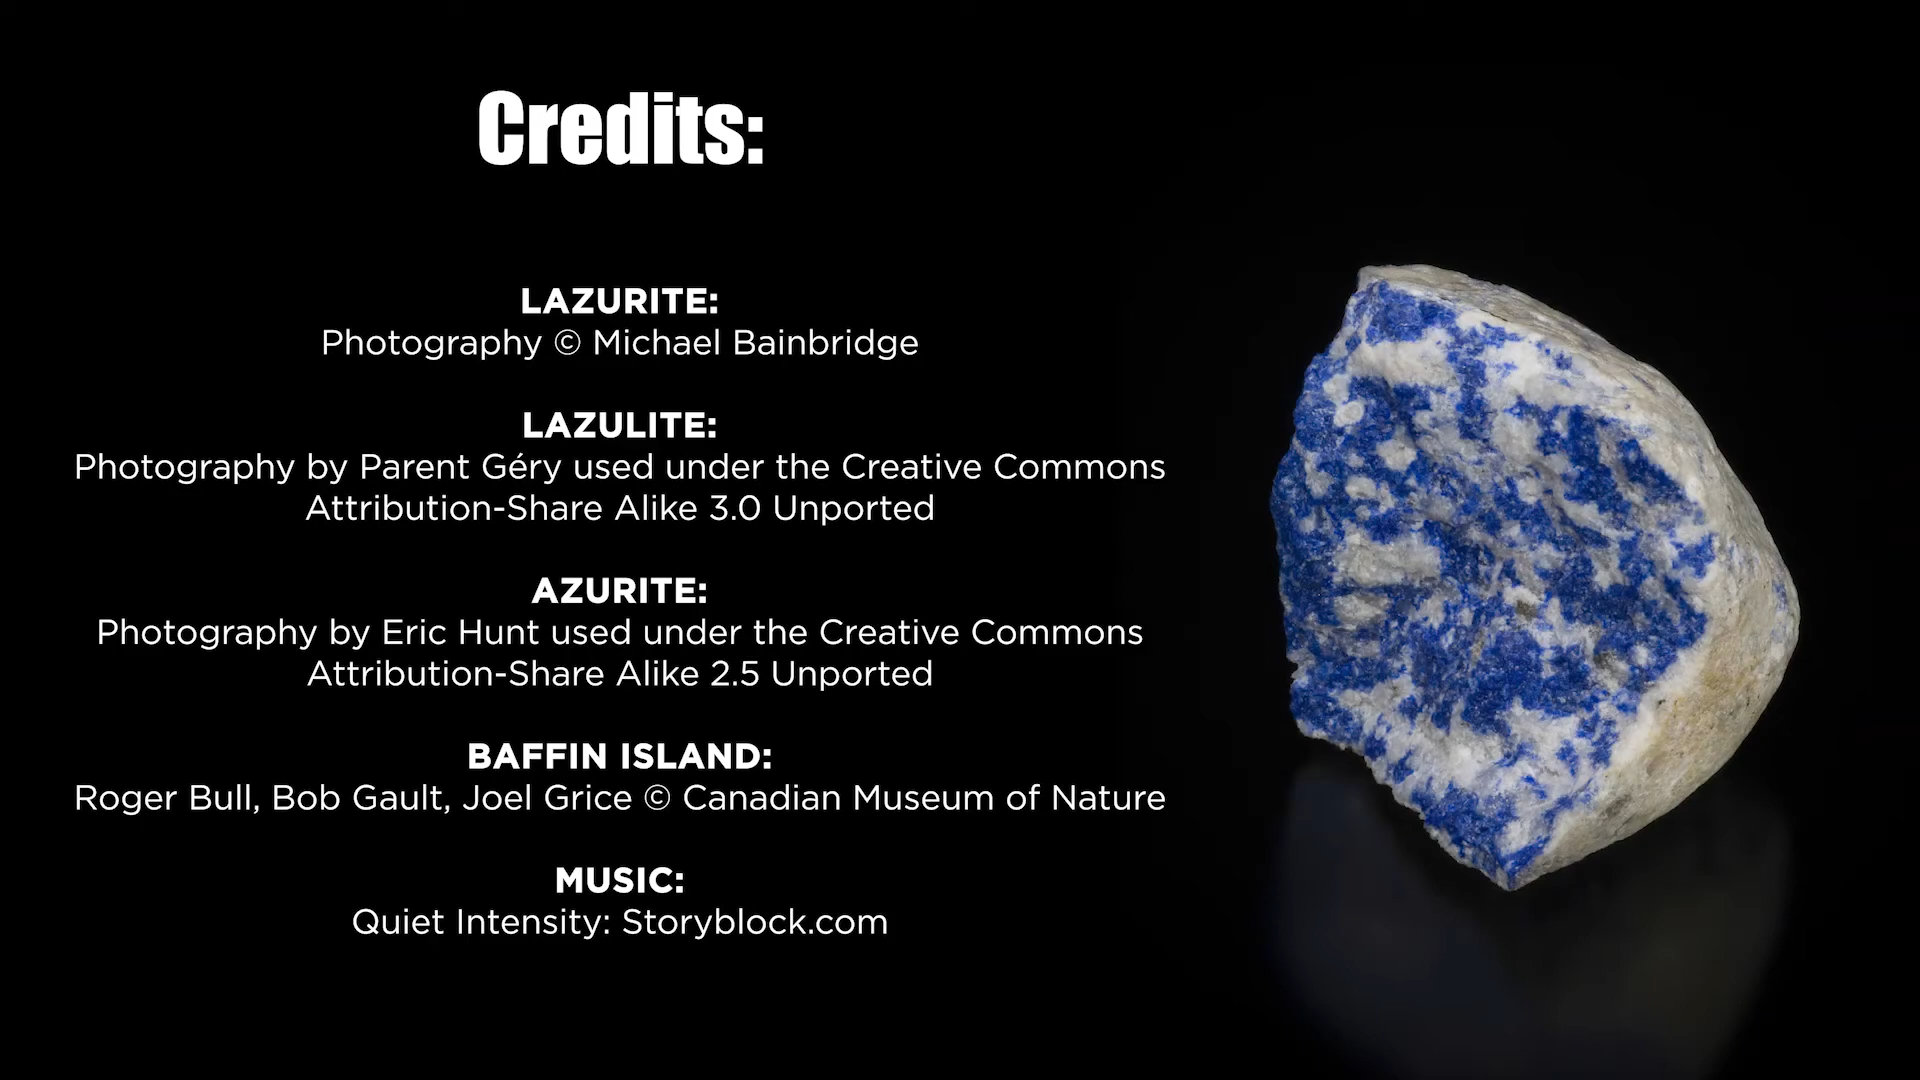 Credits:
LAZURITE:
Photography © Michael Bainbridge
LAZULITE:
Photography by Parent Géry used under the Creative Commons
Attribution-Share Alike 3.0 Unported
AZURITE:
Photography by Eric Hunt used under the Creative Commons
Attribution-Share Alike 2.5 Unported
BAFFIN ISLAND:
Roger Bull, Bob Gault, Joel Grice © Canadian Museum of Nature
MUSIC:
Quiet Intensity: Storyblock.com